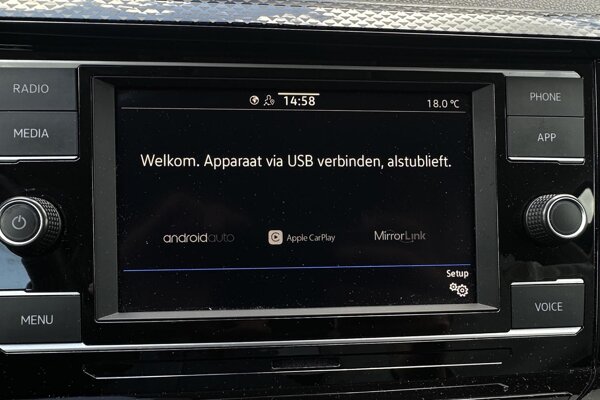 RADIO
MEDIA
MENU
14:58
18.0 °C
Welkom. Apparaat via USB verbinden, alstublieft.
androidauto
Apple CarPlay
MirrorLink
Setup
PHONE
APP
VOICE